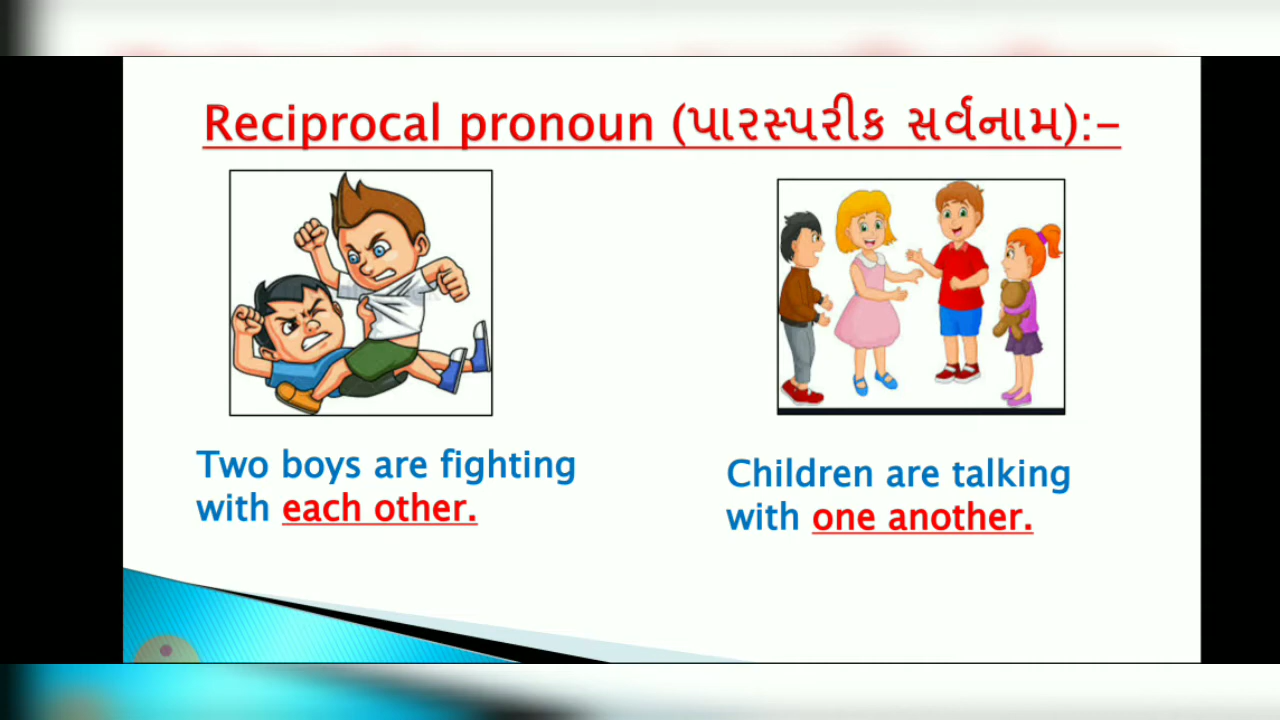 Reciprocal pronoun (પારસ્પરીક સર્વનામ):–
Two boys are fighting
with each other.
Children are talking
with one another.